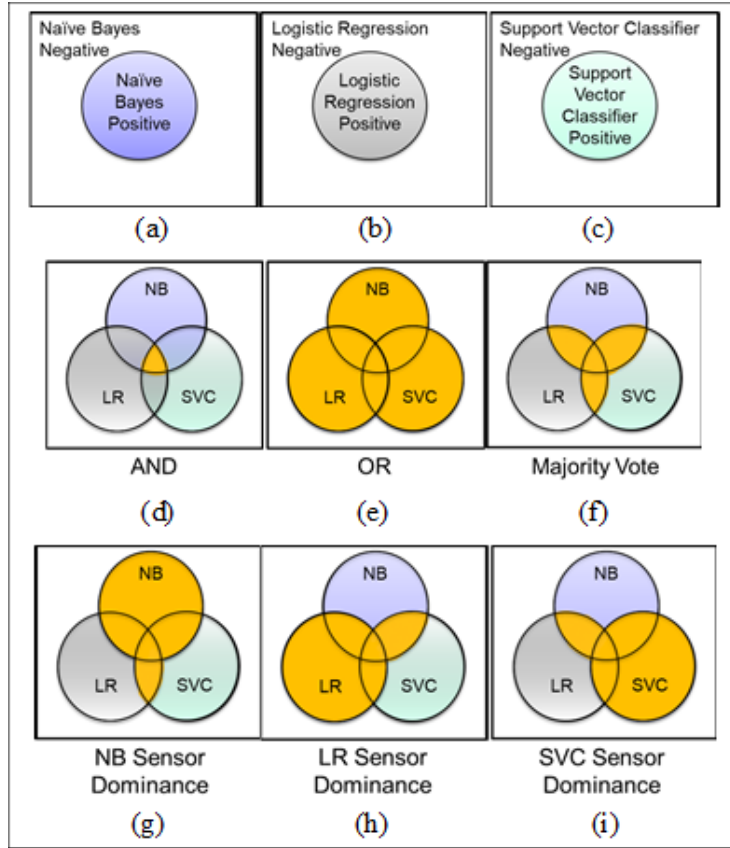 Naïve Bayes
Negative
Naïve
Bayes
Positive
Logistic Regression
Negative
Logistic
Regression
Positive
Support Vector Classifier
Negative
Support
Vector
Classifier
Positive
(a)
(b)
(c)
NB
LR
SVC
NB
LR
SVC
NB
LR
SVC
AND
OR
Majority Vote
(d)
(e)
(f)
NB
LR
SVC
NB
LR
SVC
NB
LR
SVC
NB Sensor
Dominance
LR Sensor
Dominance
SVC Sensor
Dominance
(g)
(h)
(i)